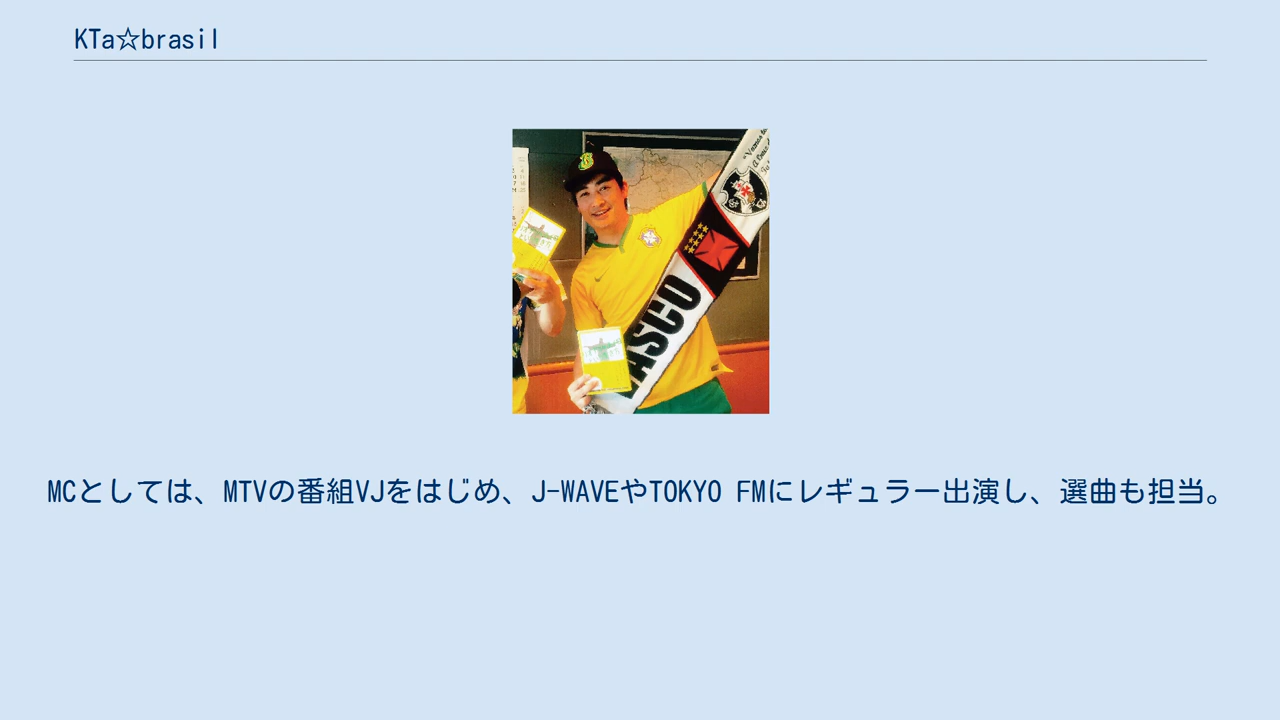 KTa☆brasil
VASCO
MCとしては、MTVの番組VJをはじめ、J-WAVEやTOKYO FMにレギュラー出演し、選曲も担当。